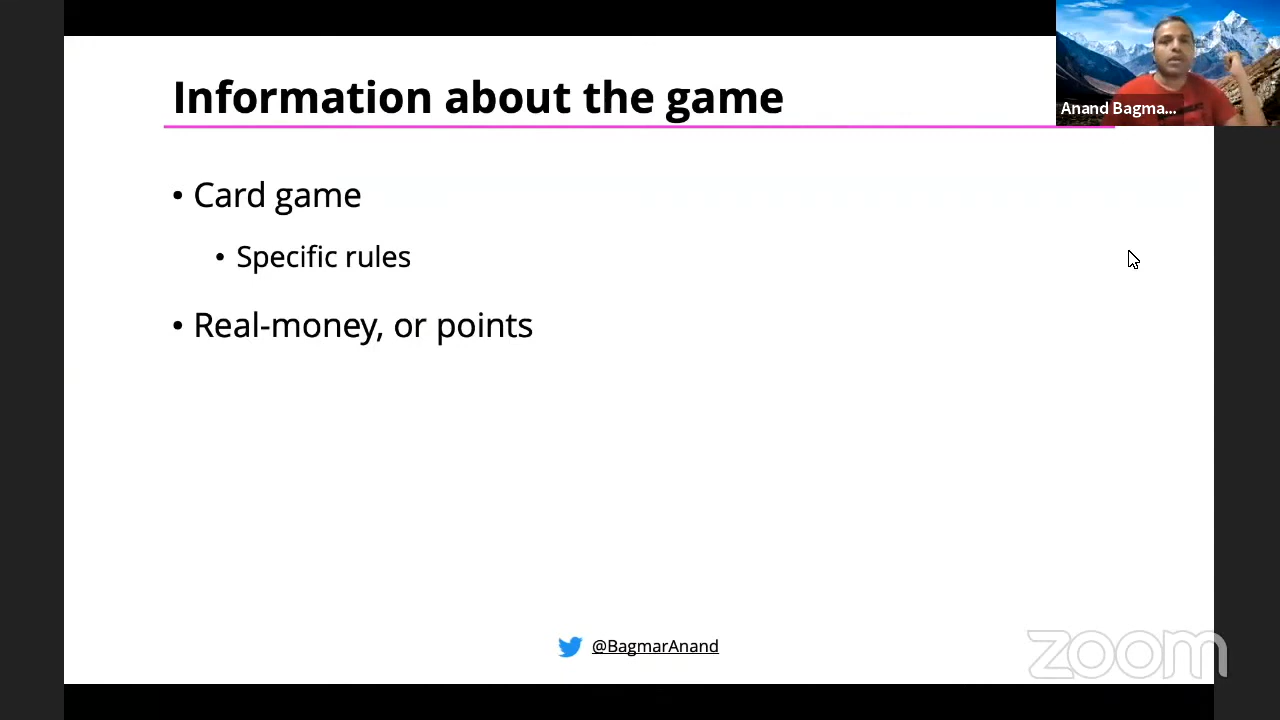 Information about the game
Anand Bagma...
• Card game
• Specific rules
• Real-money, or points
@BagmarAnand
zoom